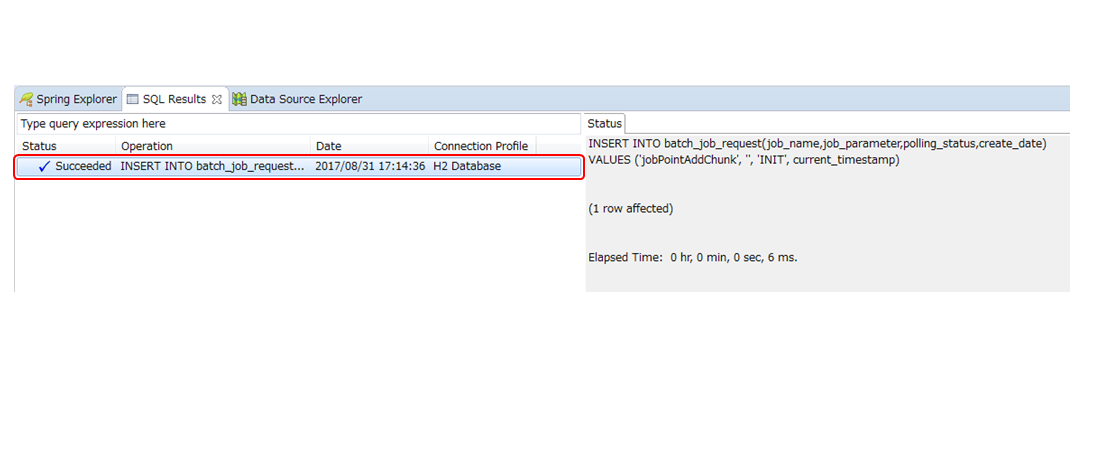 Spring Explorer SQL Results Data Source Explorer
Type query expression here
Status Operation Date Connection Profile
Succeeded INSERT INTO batch_job_request... 2017/08/31 17:14:36 H2 Database
Status
INSERT INTO batch_job_request(job_name,job_parameter,polling_status,create_date)
VALUES ('jobPointAddChunk', '', 'INIT', current_timestamp)
(1 row affected)
Elapsed Time:  0 hr, 0 min, 0 sec, 6 ms.